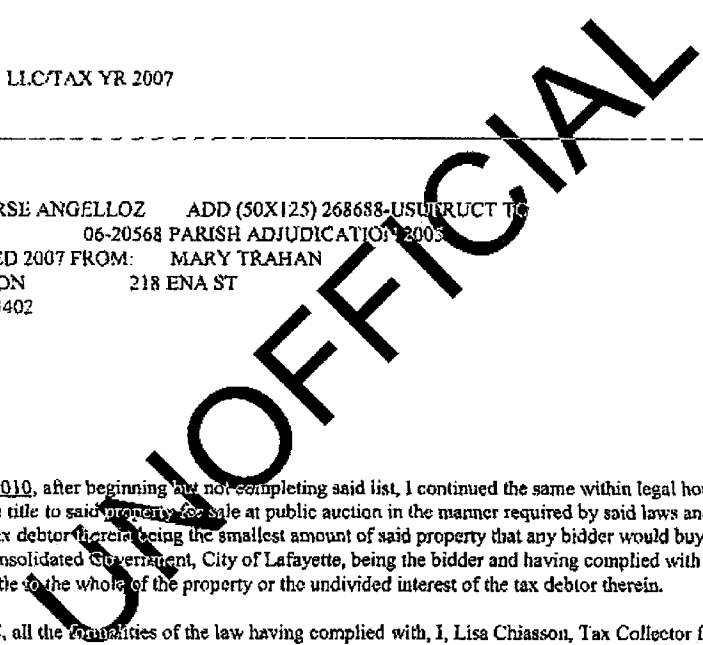 LLC/TAX YR 2007
RSE ANGELLOZ ADD (50X125) 268688-USUFRUCT TO
06-20568 PARISH ADJUDICATION 2005
ED 2007 FROM: MARY TRAHAN
ON 218 ENA ST
402
010, after beginning but not completing said list, I continued the same within legal hou
e title to said property for sale at public auction in the manner required by said laws an
x debtor therein being the smallest amount of said property that any bidder would buy
nsolidated Government, City of Lafayette, being the bidder and having complied with
tle to the whole of the property or the undivided interest of the tax debtor therein.
, all the formalities of the law having complied with, I, Lisa Chiasson, Tax Collector f
UNOFFICIAL